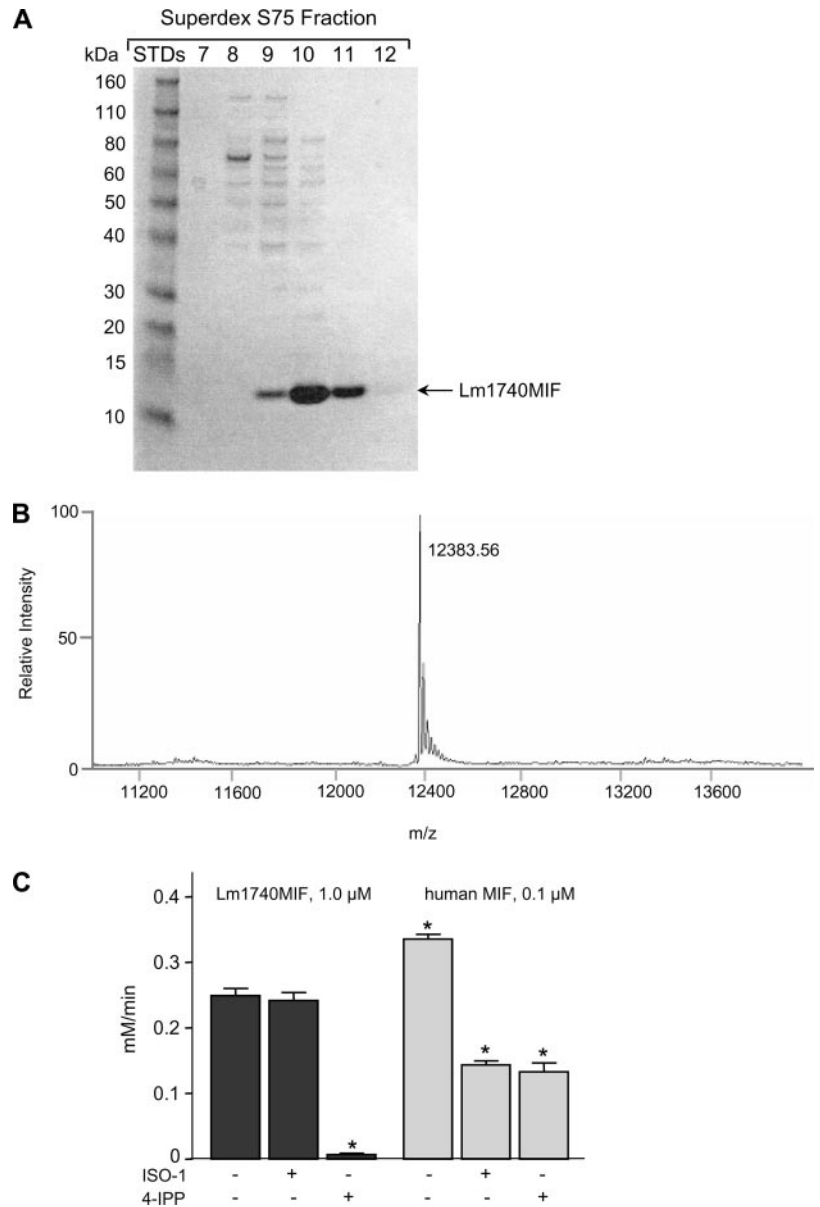 A
Superdex S75 Fraction
kDa STDs 7 8 9 10 11 12
160
110
80
60
50
40
30
20
15
10
Lm1740MIF
B
100
50
0
Relative Intensity
12383.56
11200 11600 12000 12400 12800 13200 13600
m/z
C
0.4
0.3
0.2
0.1
0
mM/min
Lm1740MIF, 1.0 µM human MIF, 0.1 µM
* * * *
ISO-1 - + - - + -
4-IPP - - + - - +